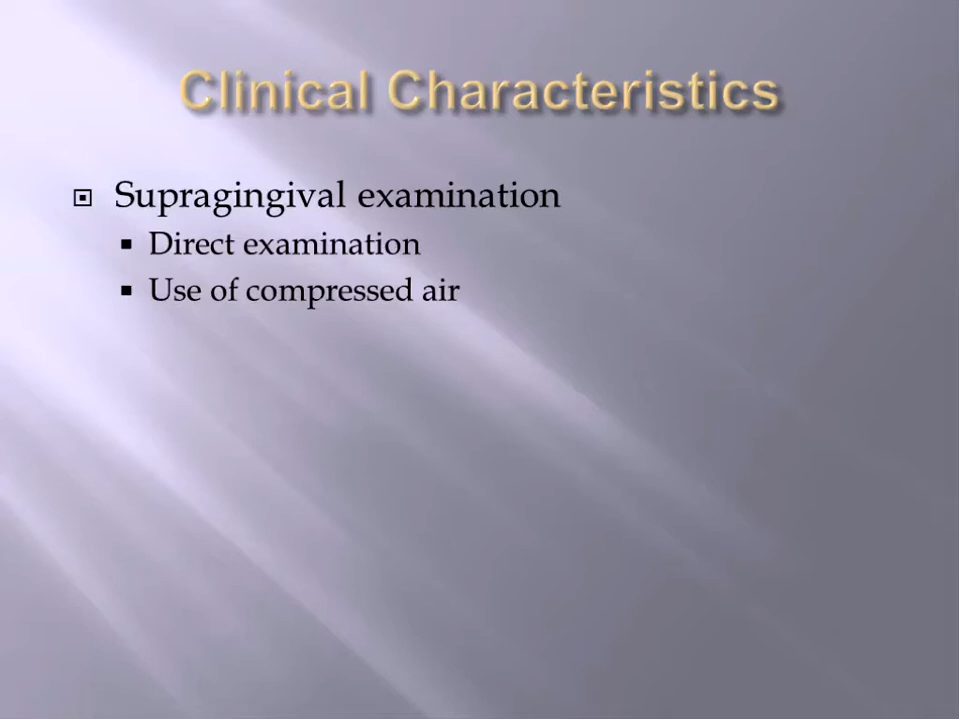 Clinical Characteristics
Supragingival examination
Direct examination
Use of compressed air